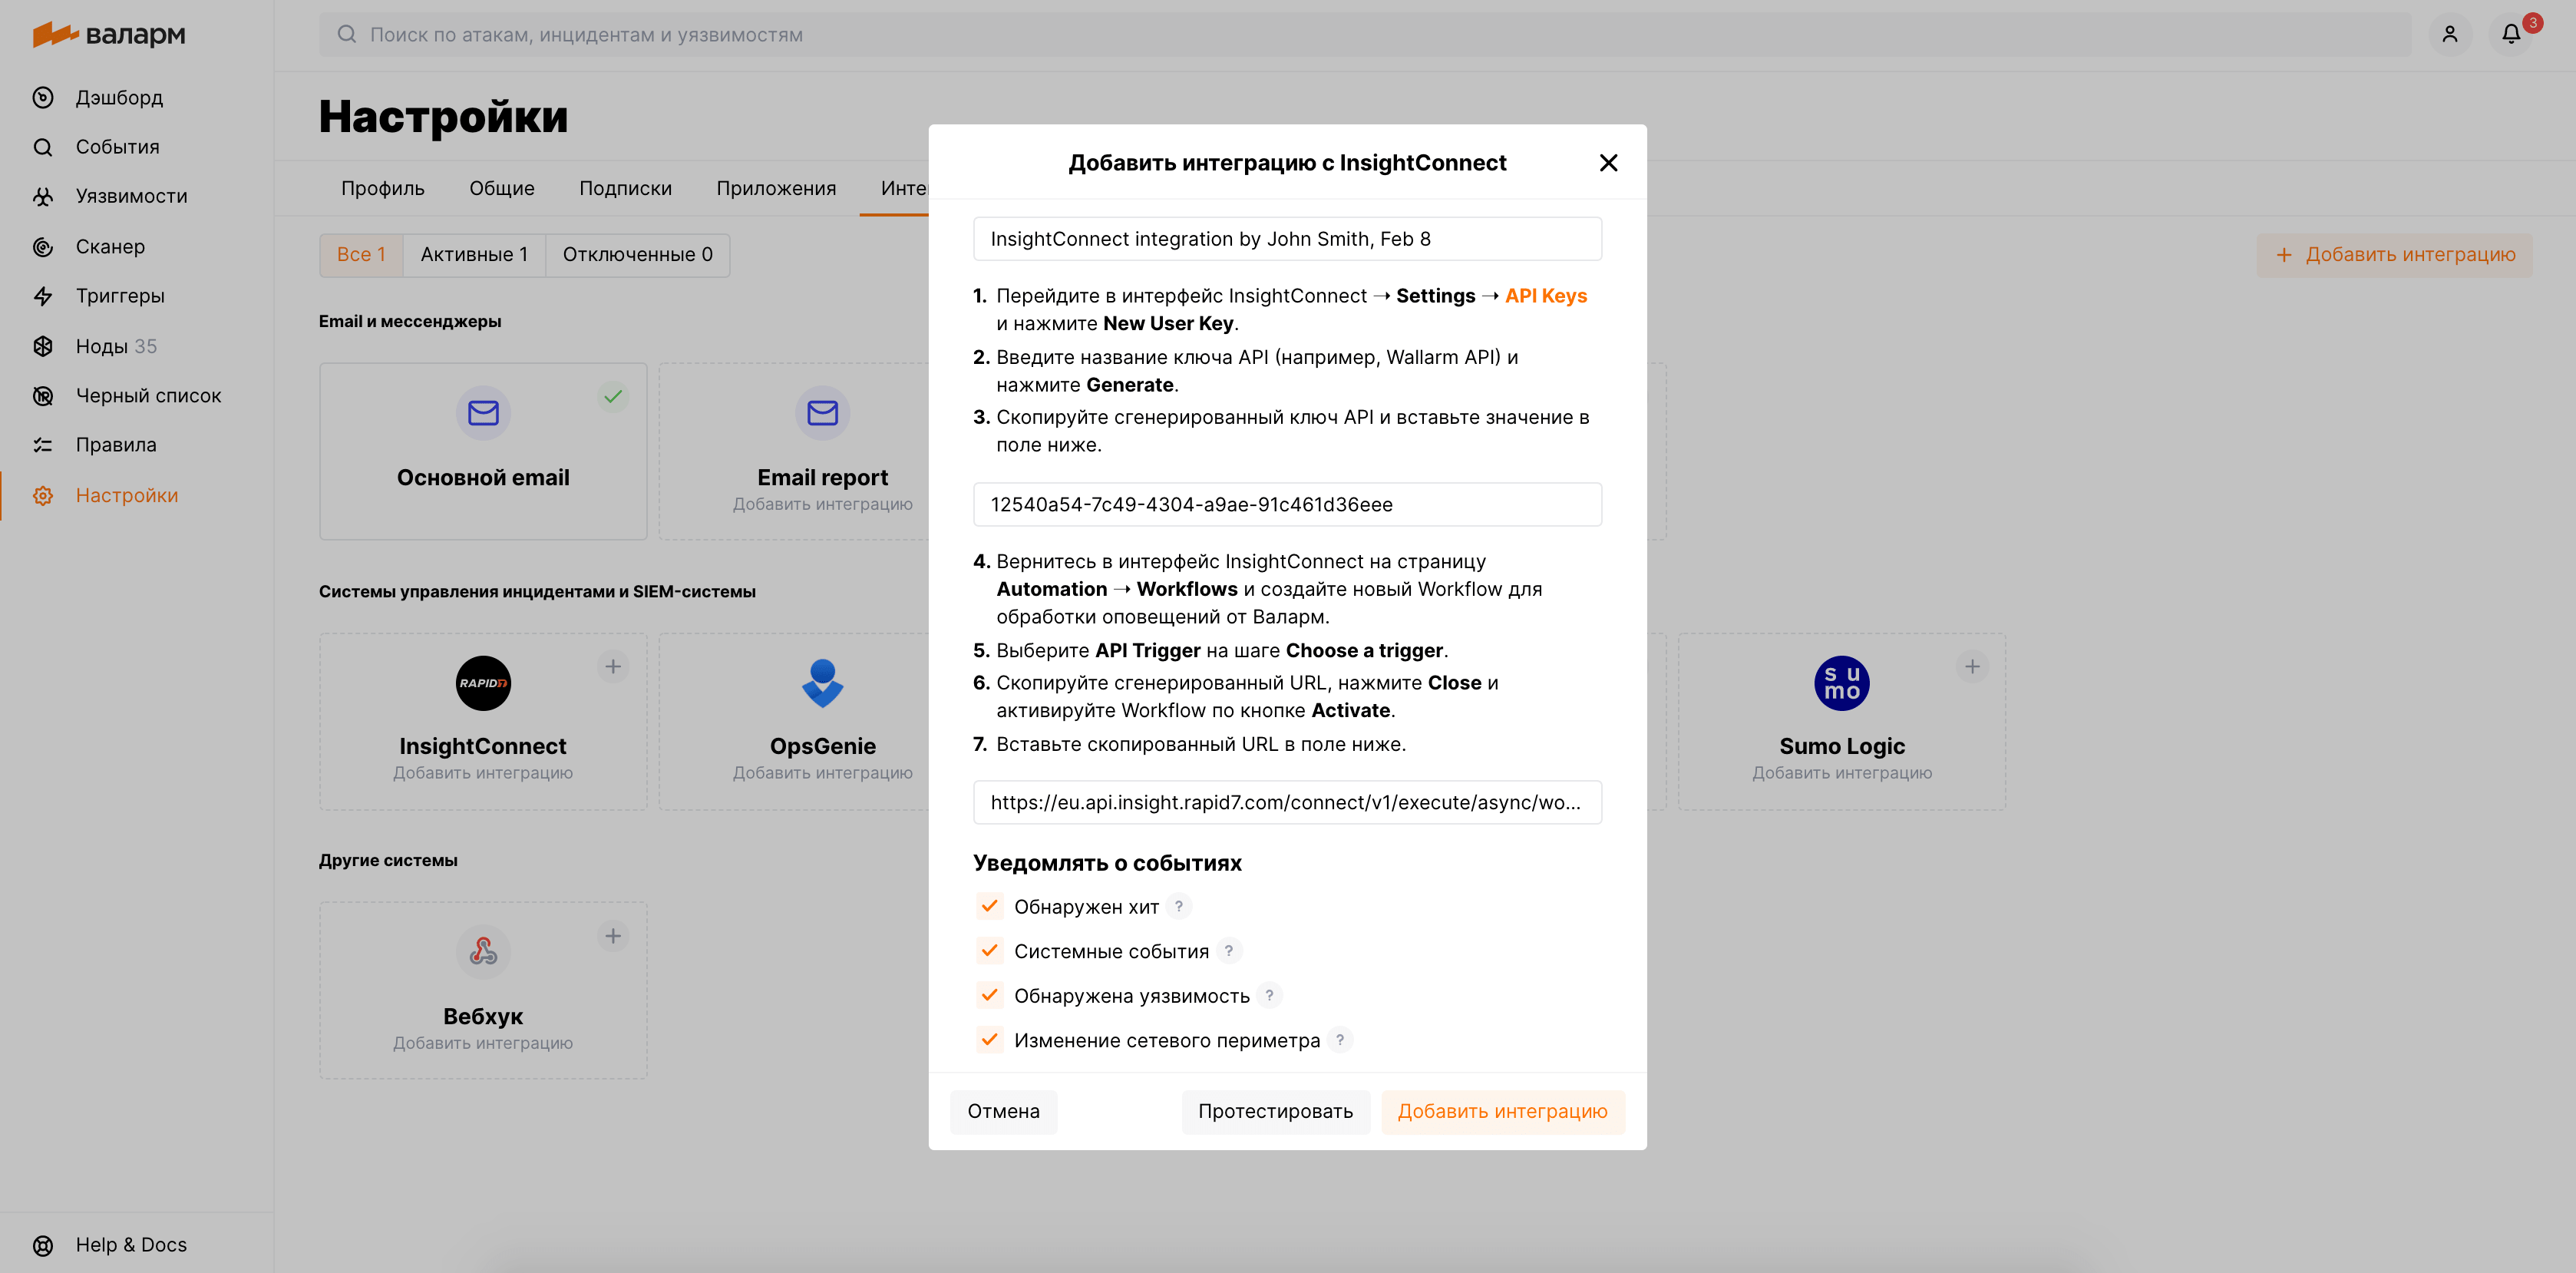 валарм
Поиск по атакам, инцидентам и уязвимостям
3
Дэшборд
События
Уязвимости
Сканер
Триггеры
Ноды 35
Черный список
Правила
Настройки
Help & Docs
Настройки
Профиль
Общие
Подписки
Приложения
Инте
Все 1
Активные 1
Отключенные 0
+ Добавить интеграцию
Email и мессенджеры
Основной email
Email report
Добавить интеграцию
Системы управления инцидентами и SIEM-системы
RAPID7
InsightConnect
Добавить интеграцию
OpsGenie
Добавить интеграцию
su
mo
Sumo Logic
Добавить интеграцию
Другие системы
Вебхук
Добавить интеграцию
Добавить интеграцию с InsightConnect
InsightConnect integration by John Smith, Feb 8
1. Перейдите в интерфейс InsightConnect → Settings → API Keys
и нажмите New User Key.
2. Введите название ключа API (например, Wallarm API) и
нажмите Generate.
3. Скопируйте сгенерированный ключ API и вставьте значение в
поле ниже.
12540a54-7c49-4304-a9ae-91c461d36eee
4. Вернитесь в интерфейс InsightConnect на страницу
Automation → Workflows и создайте новый Workflow для
обработки оповещений от Валарм.
5. Выберите API Trigger на шаге Choose a trigger.
6. Скопируйте сгенерированный URL, нажмите Close и
активируйте Workflow по кнопке Activate.
7. Вставьте скопированный URL в поле ниже.
https://eu.api.insight.rapid7.com/connect/v1/execute/async/wo...
Уведомлять о событиях
Обнаружен хит ?
Системные события ?
Обнаружена уязвимость ?
Изменение сетевого периметра ?
Отмена
Протестировать
Добавить интеграцию